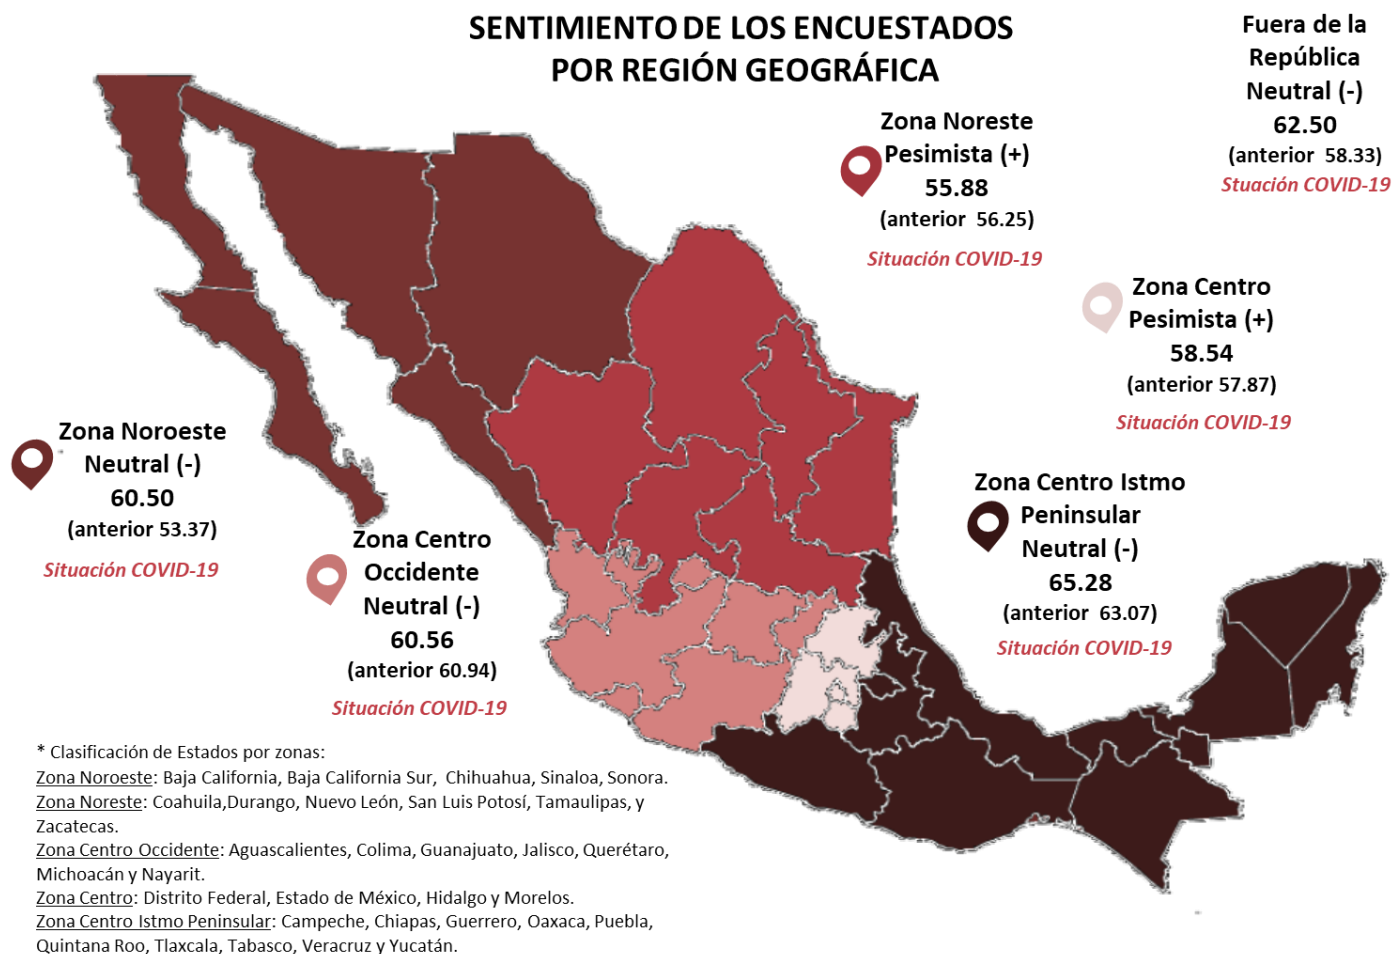 SENTIMIENTO DE LOS ENCUESTADOS
POR REGIÓN GEOGRÁFICA
Fuera de la
República
Neutral (-)
62.50
(anterior 58.33)
Stuación COVID-19
Zona Noreste
Pesimista (+)
55.88
(anterior 56.25)
Situación COVID-19
Zona Centro
Pesimista (+)
58.54
(anterior 57.87)
Situación COVID-19
Zona Noroeste
Neutral (-)
60.50
(anterior 53.37)
Situación COVID-19
Zona Centro
Occidente
Neutral (-)
60.56
(anterior 60.94)
Situación COVID-19
Zona Centro Istmo
Peninsular
Neutral (-)
65.28
(anterior 63.07)
Situación COVID-19
* Clasificación de Estados por zonas:
Zona Noroeste: Baja California, Baja California Sur, Chihuahua, Sinaloa, Sonora.
Zona Noreste: Coahuila,Durango, Nuevo León, San Luis Potosí, Tamaulipas, y
Zacatecas.
Zona Centro Occidente: Aguascalientes, Colima, Guanajuato, Jalisco, Querétaro,
Michoacán y Nayarit.
Zona Centro: Distrito Federal, Estado de México, Hidalgo y Morelos.
Zona Centro Istmo Peninsular: Campeche, Chiapas, Guerrero, Oaxaca, Puebla,
Quintana Roo, Tlaxcala, Tabasco, Veracruz y Yucatán.